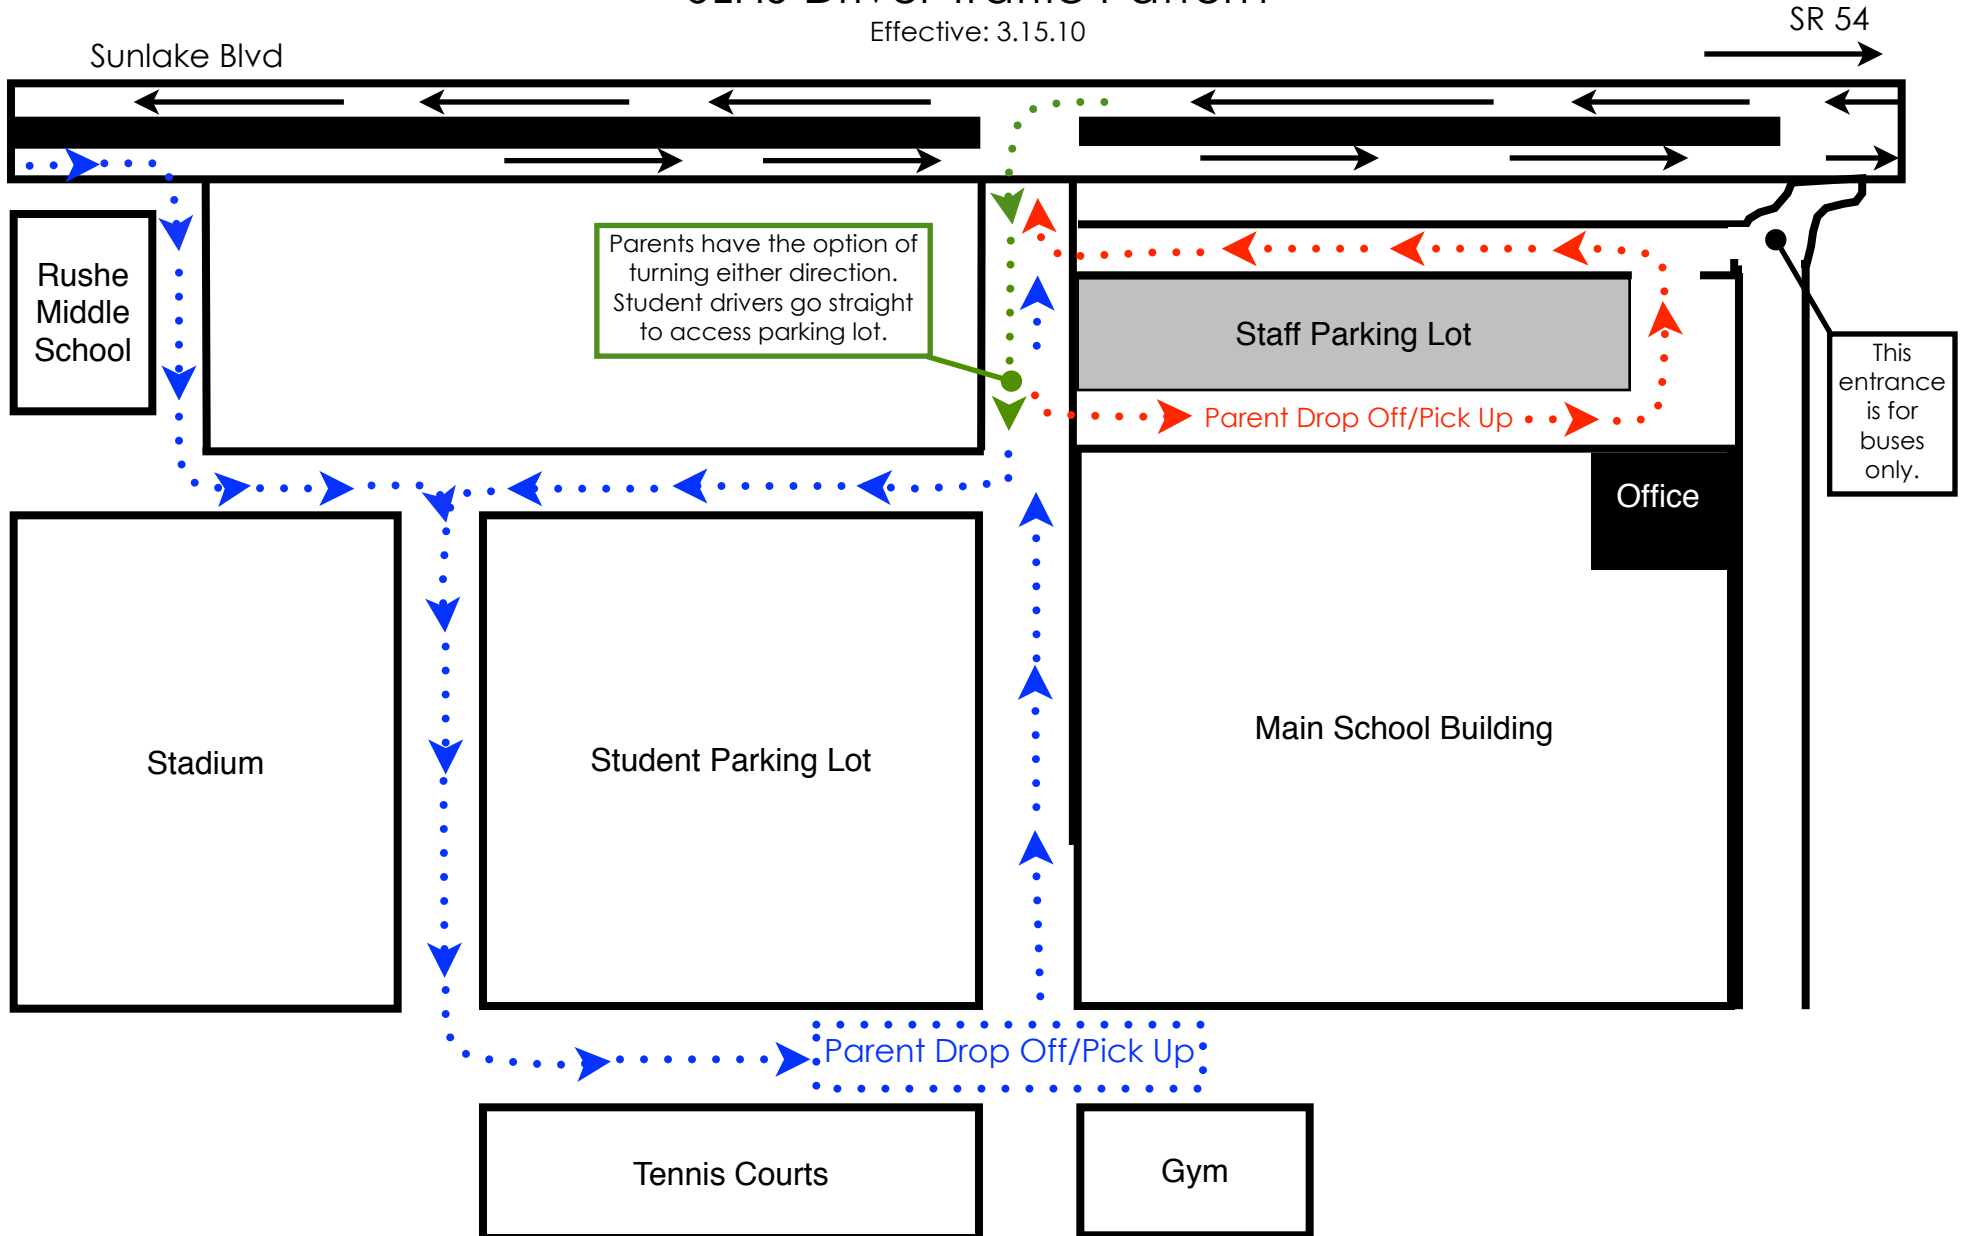 Effective: 3.15.10
SR 54
Sunlake Blvd
Parents have the option of
turning either direction.
Student drivers go straight
to access parking lot.
Rushe
Middle
School
Staff Parking Lot
This
entrance
is for
buses
only.
Parent Drop Off/Pick Up
Office
Stadium
Student Parking Lot
Main School Building
Parent Drop Off/Pick Up
Tennis Courts
Gym